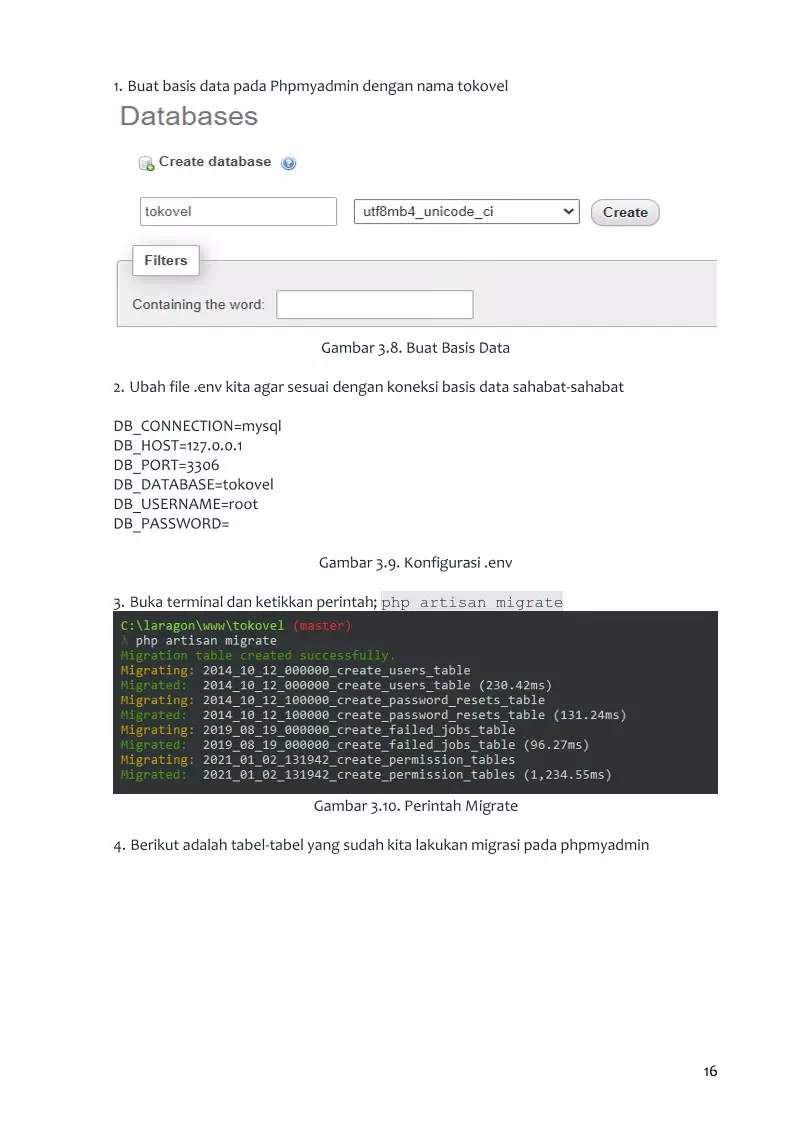 1. Buat basis data pada Phpmyadmin dengan nama tokovel
Databases
Create database
tokovel
utf8mb4_unicode_ci
Create
Filters
Containing the word:
Gambar 3.8. Buat Basis Data
2. Ubah file .env kita agar sesuai dengan koneksi basis data sahabat-sahabat
DB_CONNECTION=mysql
DB_HOST=127.0.0.1
DB_PORT=3306
DB_DATABASE=tokovel
DB_USERNAME=root
DB_PASSWORD=
Gambar 3.9. Konfigurasi .env
3. Buka terminal dan ketikkan perintah; php artisan migrate
C:\laragon\www\tokovel (master)
λ php artisan migrate
Migration table created successfully.
Migrating: 2014_10_12_000000_create_users_table
Migrated:  2014_10_12_000000_create_users_table (230.42ms)
Migrating: 2014_10_12_100000_create_password_resets_table
Migrated:  2014_10_12_100000_create_password_resets_table (131.24ms)
Migrating: 2019_08_19_000000_create_failed_jobs_table
Migrated:  2019_08_19_000000_create_failed_jobs_table (96.27ms)
Migrating: 2021_01_02_131942_create_permission_tables
Migrated:  2021_01_02_131942_create_permission_tables (1,234.55ms)
Gambar 3.10. Perintah Migrate
4. Berikut adalah tabel-tabel yang sudah kita lakukan migrasi pada phpmyadmin
16